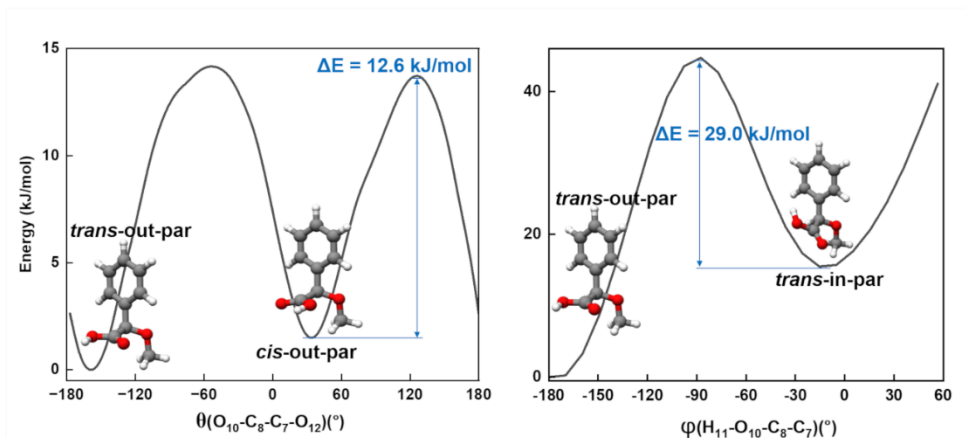 15
10
5
0
Energy (kJ/mol)
ΔE = 12.6 kJ/mol
trans-out-par
cis-out-par
−180 −120 −60 0 60 120 180
θ(O₁₀-C₈-C₇-O₁₂)(°)
40
20
0
ΔE = 29.0 kJ/mol
trans-out-par
trans-in-par
-180 -150 -120 -90 -60 -30 0 30 60
φ(H₁₁-O₁₀-C₈-C₇)(°)